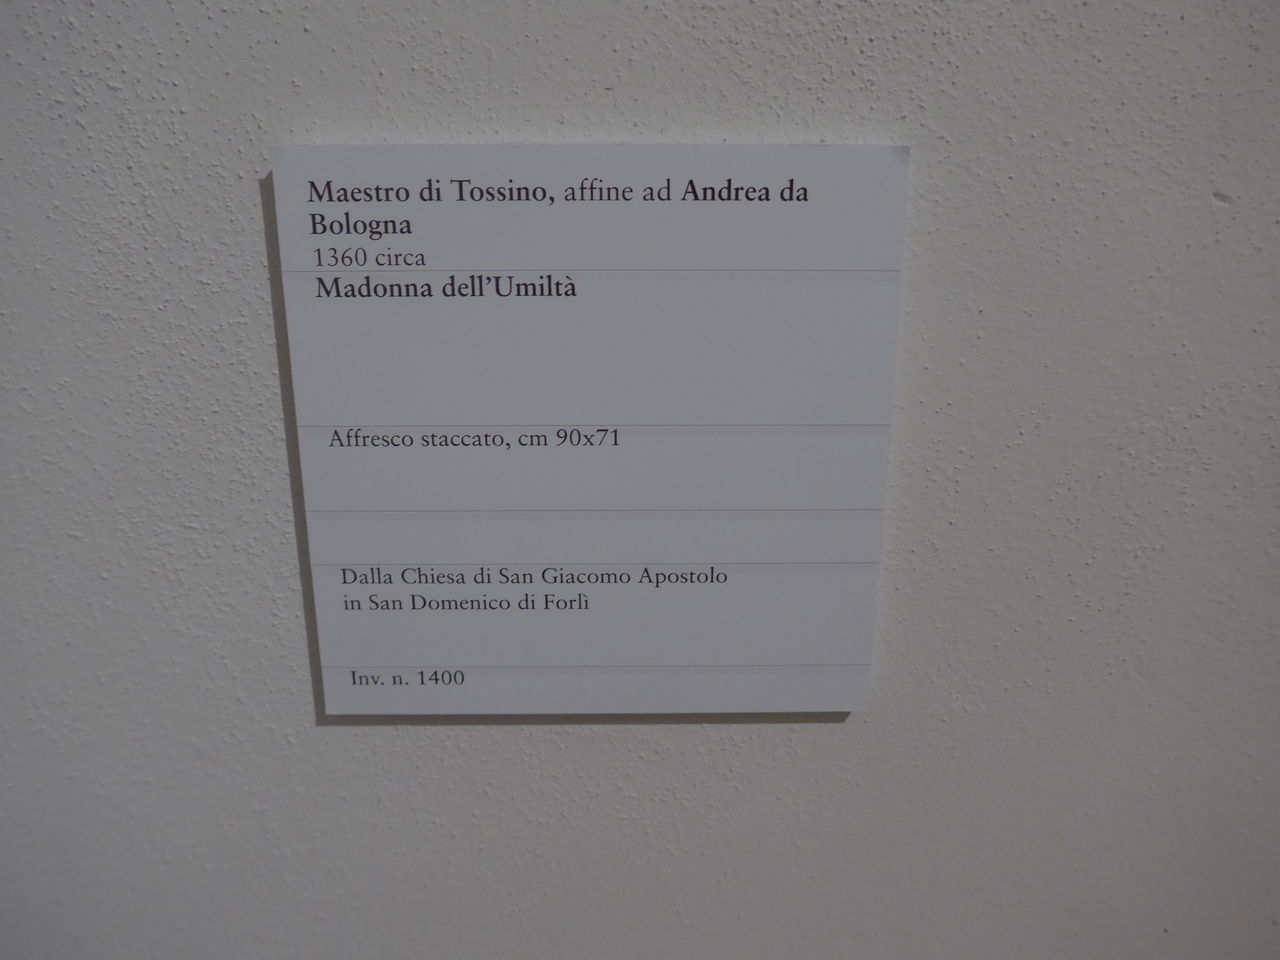 Maestro di Tossino, affine ad Andrea da
Bologna
1360 circa
Madonna dell’Umiltà
Affresco staccato, cm 90x71
Dalla Chiesa di San Giacomo Apostolo
in San Domenico di Forlì
Inv. n. 1400